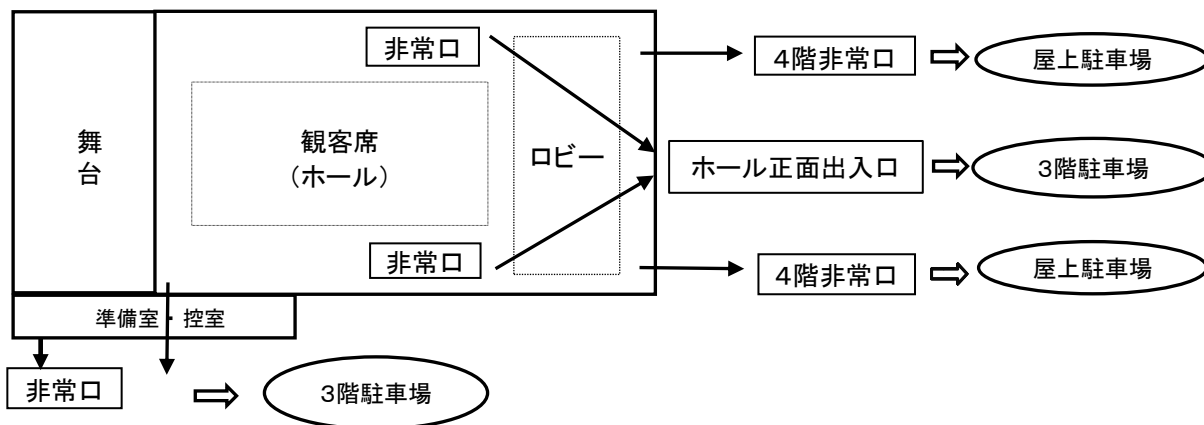 非常口
4階非常口
屋上駐車場
舞
台
観客席
（ホール）
ロビー
ホール正面出入口
3階駐車場
非常口
4階非常口
屋上駐車場
準備室・控室
非常口
3階駐車場